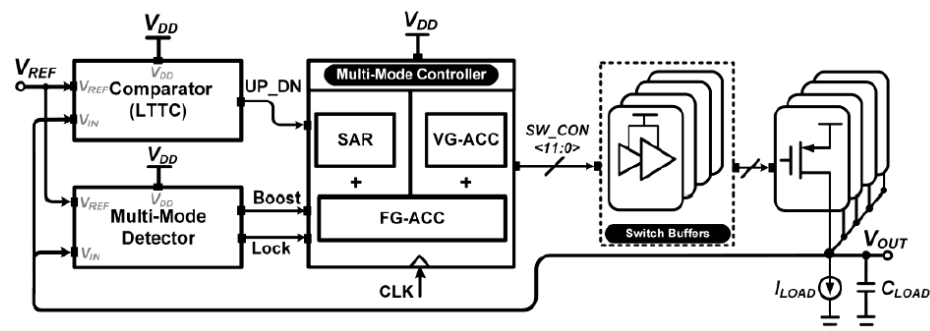 V_DD
V_DD
V_REF
V_DD
V_REF
Comparator
(LTTC)
V_IN
UP_DN
Multi-Mode Controller
SAR
VG-ACC
+
+
FG-ACC
CLK
SW_CON
<11:0>
Switch Buffers
V_DD
V_DD
V_REF
Multi-Mode
Detector
V_IN
Boost
Lock
V_OUT
I_LOAD
C_LOAD